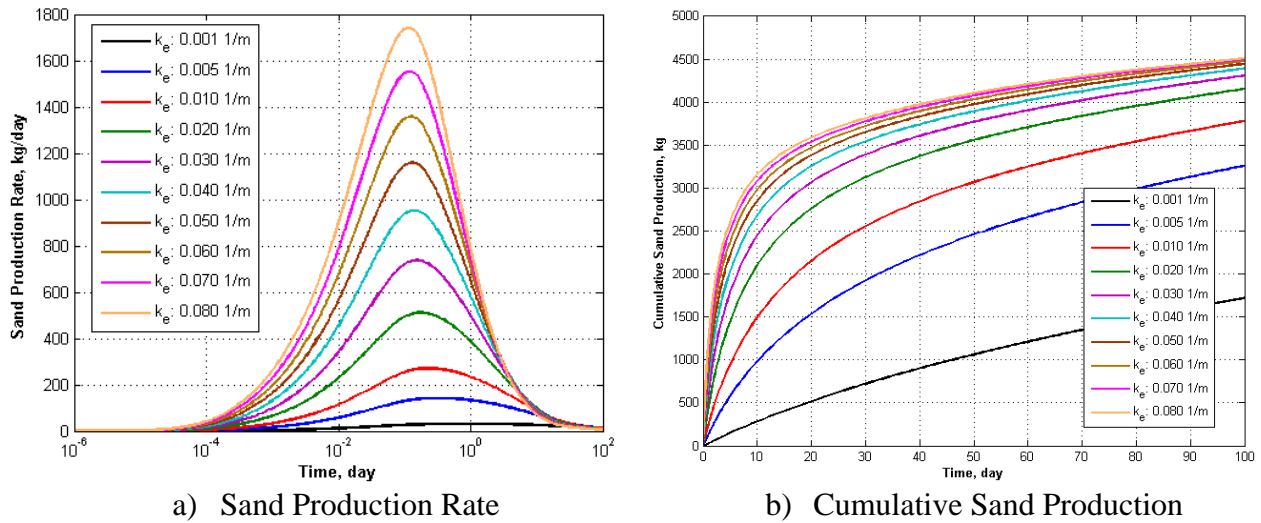 1800
1600
1400
1200
1000
800
600
400
200
0
Sand Production Rate, kg/day
k_e: 0.001 1/m
k_e: 0.005 1/m
k_e: 0.010 1/m
k_e: 0.020 1/m
k_e: 0.030 1/m
k_e: 0.040 1/m
k_e: 0.050 1/m
k_e: 0.060 1/m
k_e: 0.070 1/m
k_e: 0.080 1/m
10^-6 10^-4 10^-2 10^0 10^2
Time, day
a) Sand Production Rate
5000
4500
4000
3500
3000
2500
2000
1500
1000
500
0
Cumulative Sand Production, kg
k_e: 0.001 1/m
k_e: 0.005 1/m
k_e: 0.010 1/m
k_e: 0.020 1/m
k_e: 0.030 1/m
k_e: 0.040 1/m
k_e: 0.050 1/m
k_e: 0.060 1/m
k_e: 0.070 1/m
k_e: 0.080 1/m
0 10 20 30 40 50 60 70 80 90 100
Time, day
b) Cumulative Sand Production